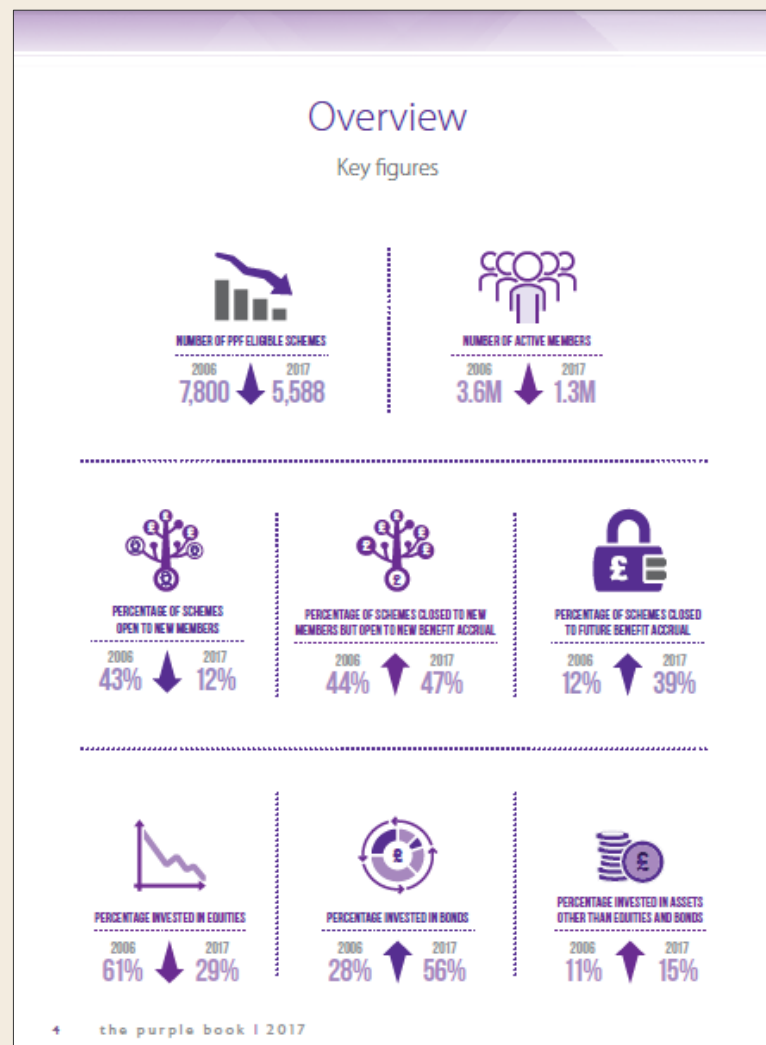 Overview
Key figures
NUMBER OF PPF ELIGIBLE SCHEMES
2006 2017
7,800 5,588
NUMBER OF ACTIVE MEMBERS
2006 2017
3.6M 1.3M
PERCENTAGE OF SCHEMES
OPEN TO NEW MEMBERS
2006 2017
43% 12%
PERCENTAGE OF SCHEMES CLOSED TO NEW
MEMBERS BUT OPEN TO NEW BENEFIT ACCRUAL
2006 2017
44% 47%
£
PERCENTAGE OF SCHEMES CLOSED
TO FUTURE BENEFIT ACCRUAL
2006 2017
12% 39%
PERCENTAGE INVESTED IN EQUITIES
2006 2017
61% 29%
£
PERCENTAGE INVESTED IN BONDS
2006 2017
28% 56%
PERCENTAGE INVESTED IN ASSETS
OTHER THAN EQUITIES AND BONDS
2006 2017
11% 15%
4 the purple book I 2017